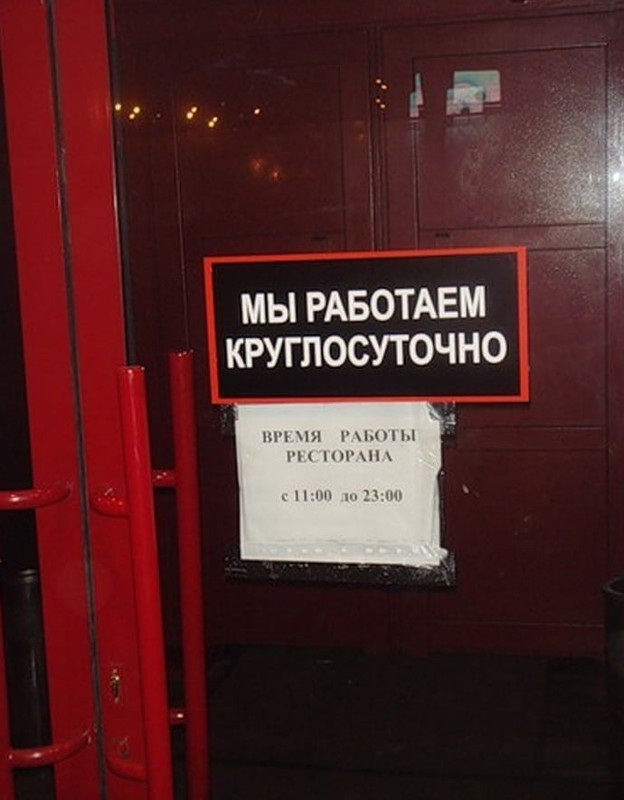 МЫ РАБОТАЕМ
КРУГЛОСУТОЧНО
ВРЕМЯ РАБОТЫ
РЕСТОРАНА
с 11:00 до 23:00